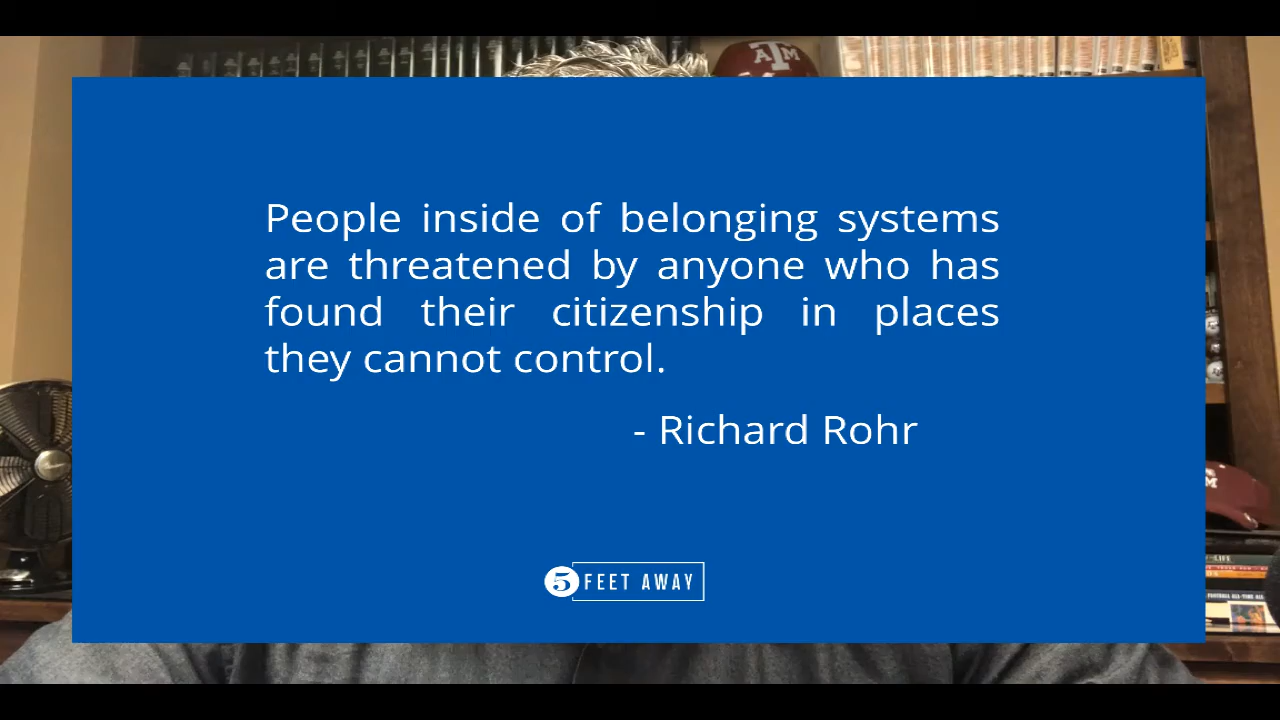 ATM
People inside of belonging systems
are threatened by anyone who has
found their citizenship in places
they cannot control.
- Richard Rohr
5 FEET AWAY